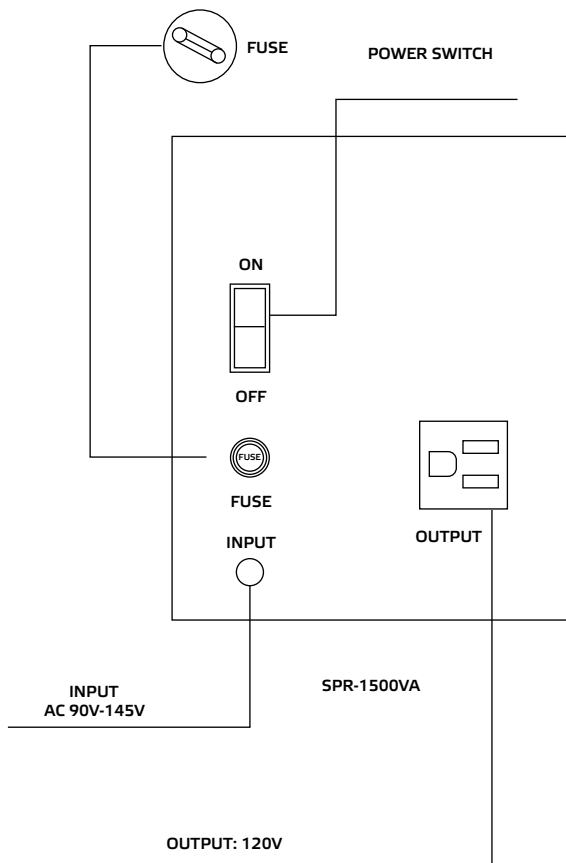 FUSE
POWER SWITCH
ON
OFF
FUSE
FUSE
INPUT
OUTPUT
INPUT
AC 90V-145V
SPR-1500VA
OUTPUT: 120V